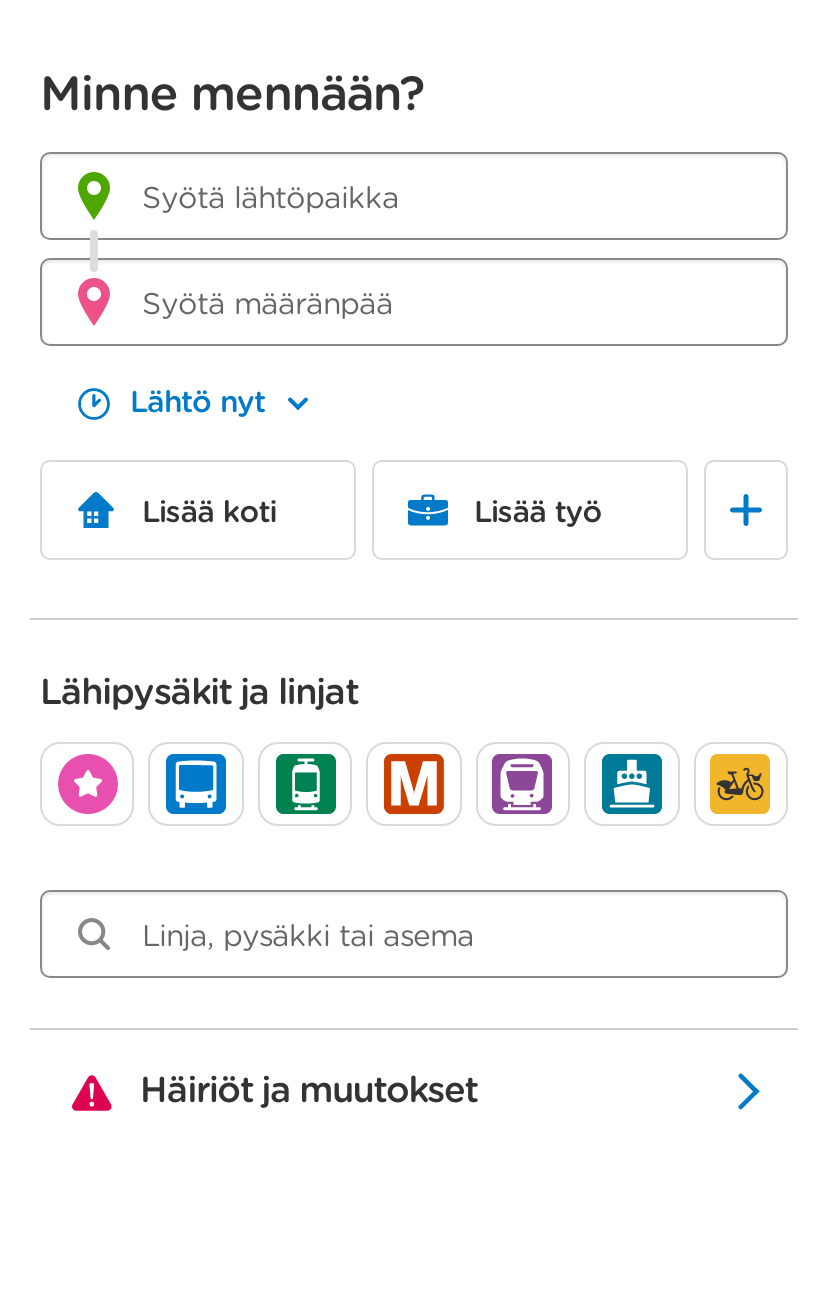 Minne mennään?
Syötä lähtöpaikka
Syötä määränpää
Lähtö nyt
Lisää koti
Lisää työ
Lähipysäkit ja linjat
M
Linja, pysäkki tai asema
Häiriöt ja muutokset